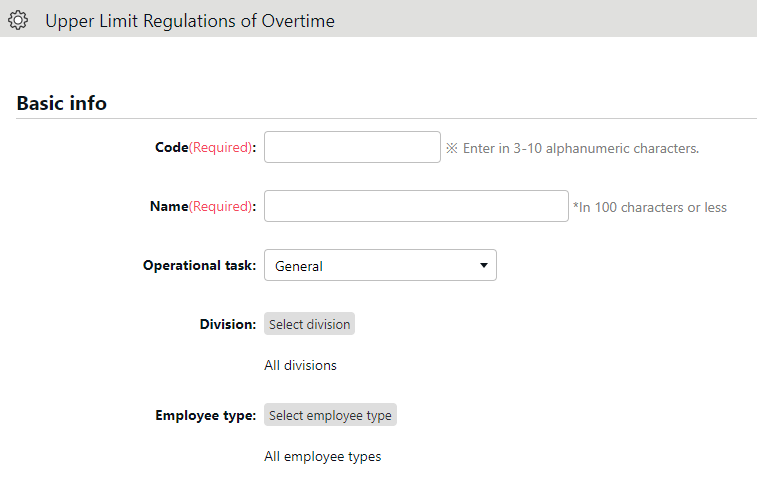 Upper Limit Regulations of Overtime
Basic info
Code(Required): ※ Enter in 3-10 alphanumeric characters.
Name(Required): *In 100 characters or less
Operational task: General
Division: Select division
All divisions
Employee type: Select employee type
All employee types